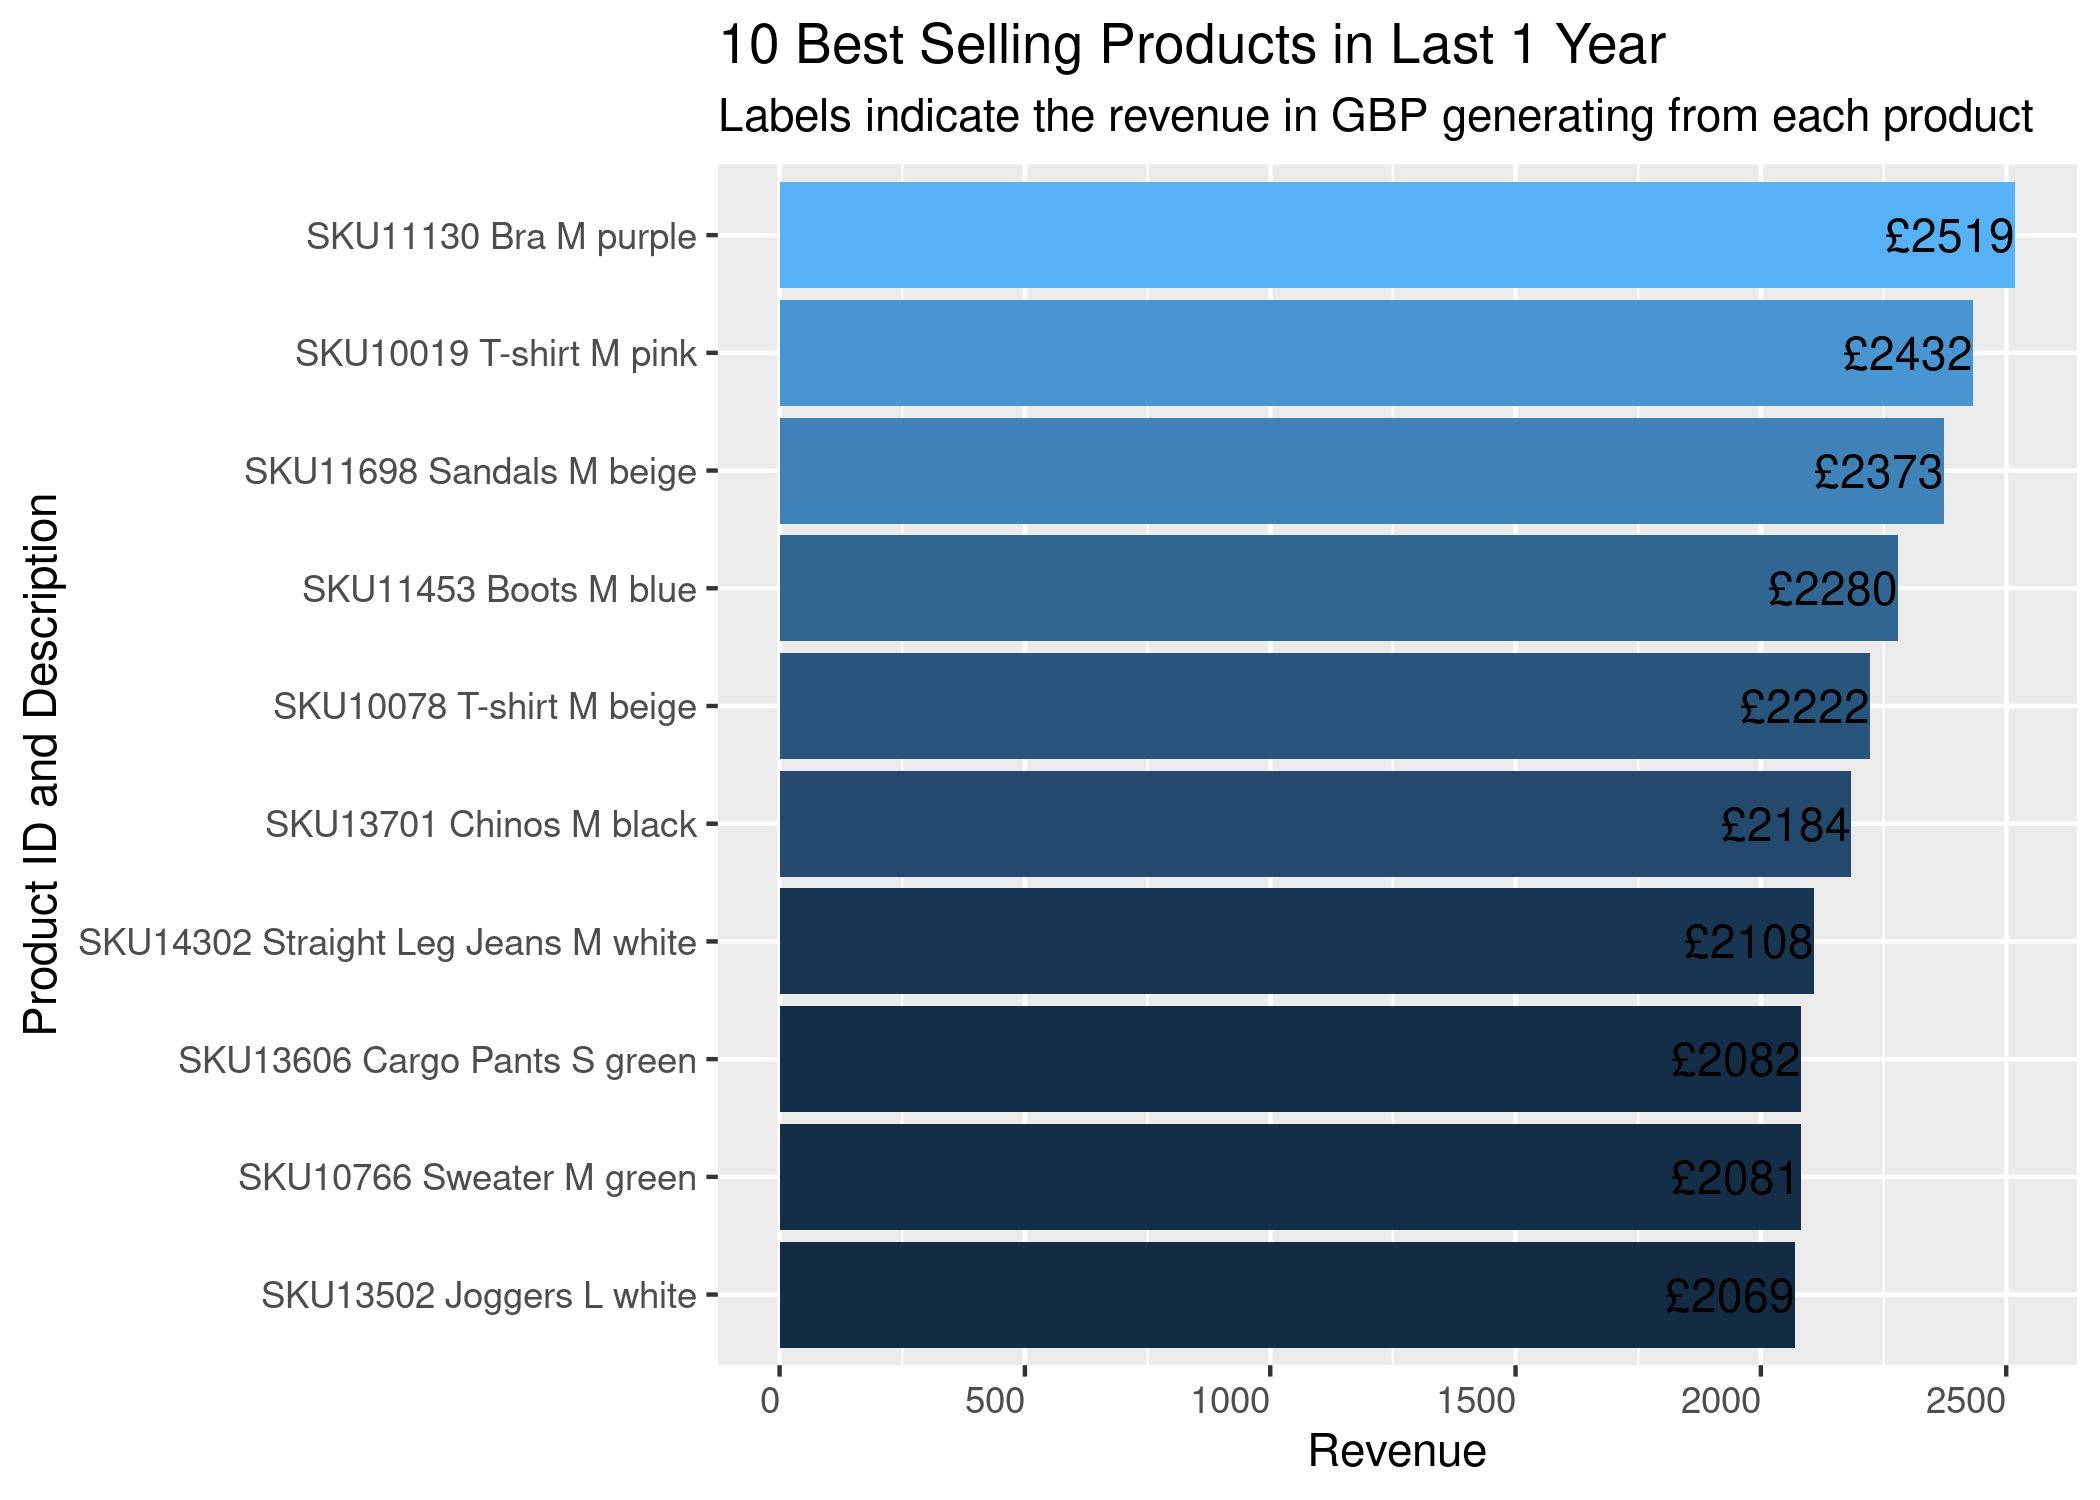 10 Best Selling Products in Last 1 Year
Labels indicate the revenue in GBP generating from each product
Product ID and Description
SKU11130 Bra M purple £2519
SKU10019 T-shirt M pink £2432
SKU11698 Sandals M beige £2373
SKU11453 Boots M blue £2280
SKU10078 T-shirt M beige £2222
SKU13701 Chinos M black £2184
SKU14302 Straight Leg Jeans M white £2108
SKU13606 Cargo Pants S green £2082
SKU10766 Sweater M green £2081
SKU13502 Joggers L white £2069
0 500 1000 1500 2000 2500
Revenue